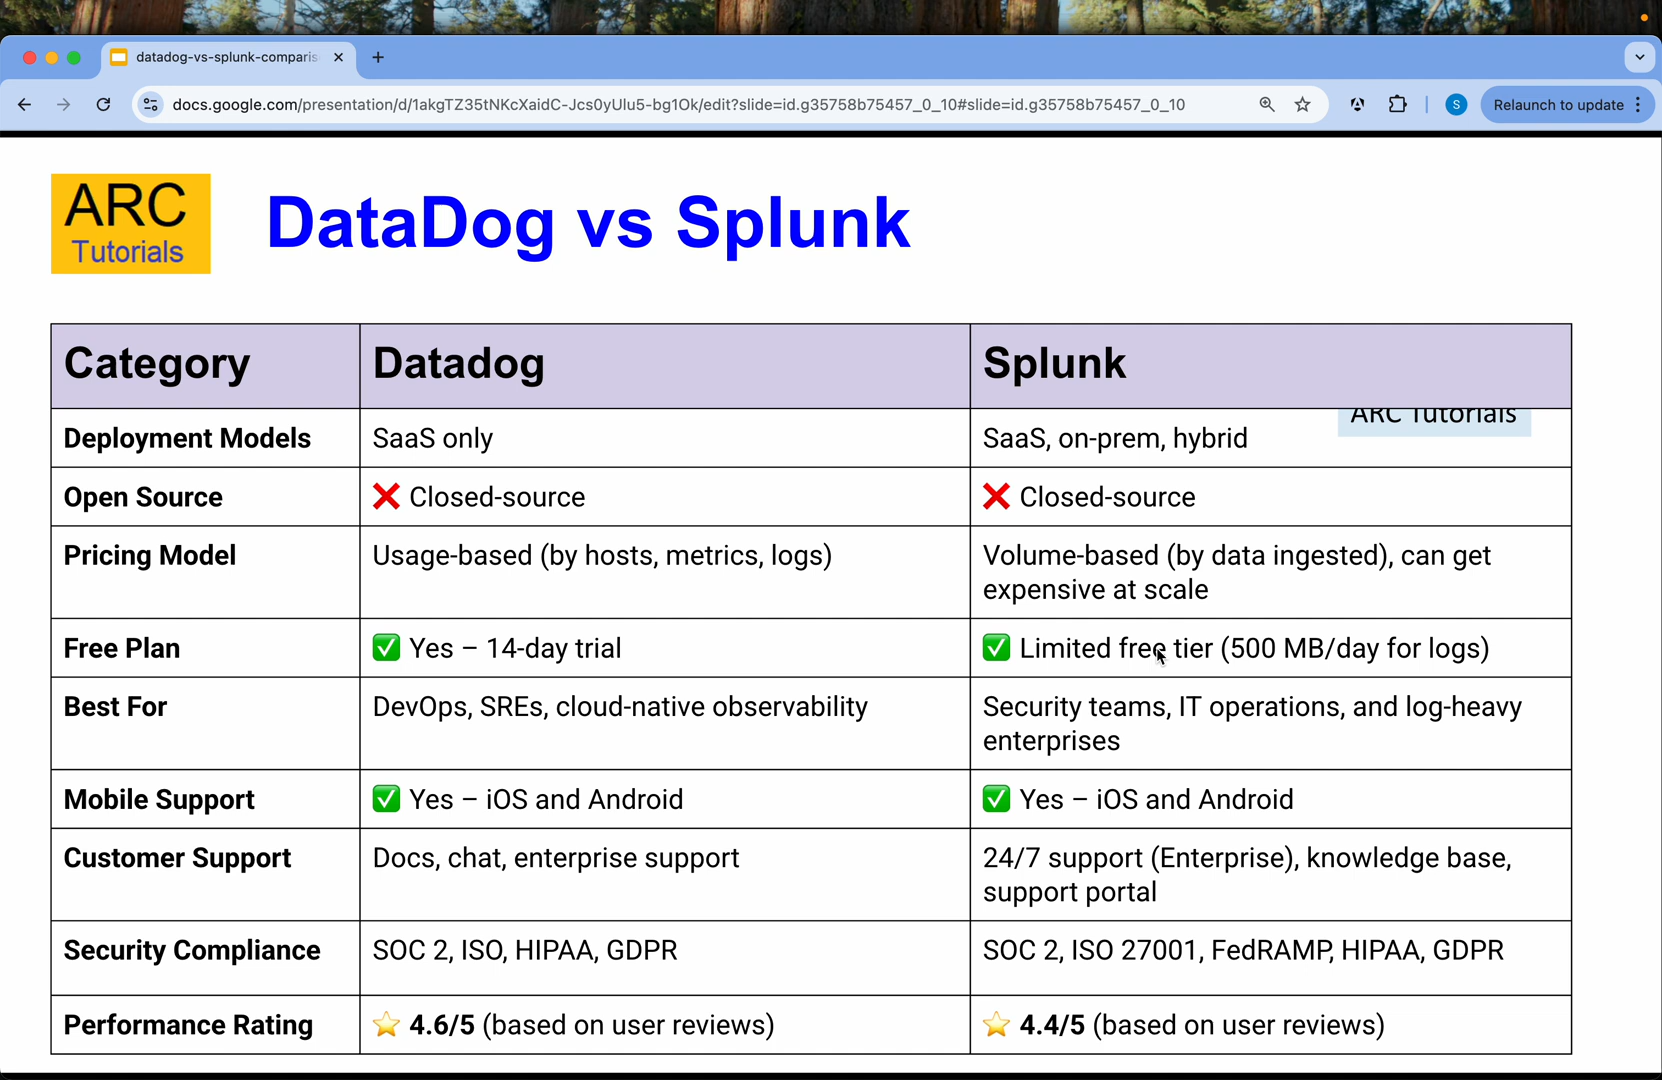 datadog-vs-splunk-comparis
docs.google.com/presentation/d/1akgTZ35tNKcXaidC-Jcs0yUlu5-bg1Ok/edit?slide=id.g35758b75457_0_10#slide=id.g35758b75457_0_10
S
Relaunch to update
ARC
Tutorials
DataDog vs Splunk
Category Datadog Splunk
ARC Tutorials
Deployment Models SaaS only SaaS, on-prem, hybrid
Open Source ❌ Closed-source ❌ Closed-source
Pricing Model Usage-based (by hosts, metrics, logs) Volume-based (by data ingested), can get
expensive at scale
Free Plan ✅ Yes – 14-day trial ✅ Limited free tier (500 MB/day for logs)
Best For DevOps, SREs, cloud-native observability Security teams, IT operations, and log-heavy
enterprises
Mobile Support ✅ Yes – iOS and Android ✅ Yes – iOS and Android
Customer Support Docs, chat, enterprise support 24/7 support (Enterprise), knowledge base,
support portal
Security Compliance SOC 2, ISO, HIPAA, GDPR SOC 2, ISO 27001, FedRAMP, HIPAA, GDPR
Performance Rating ⭐ 4.6/5 (based on user reviews) ⭐ 4.4/5 (based on user reviews)